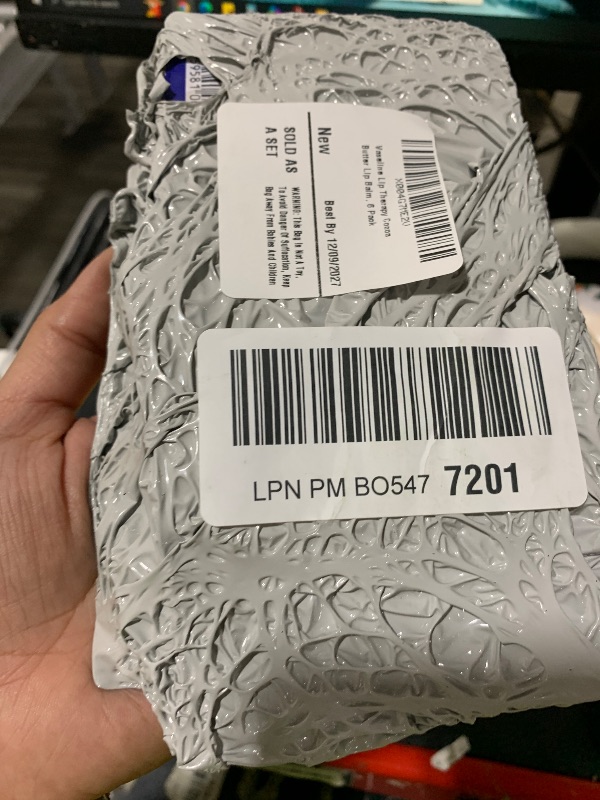 95810
X004G7ME2V
Vaseline Lip Therapy Cocoa
Butter Lip Balm, 6 Pack
New
Best By 12/09/2027
SOLD AS
A SET
WARNING: This Bag Is Not A Toy.
To Avoid Danger Of Suffocation, Keep
Bag Away From Babies And Children
LPN PM BO547 7201